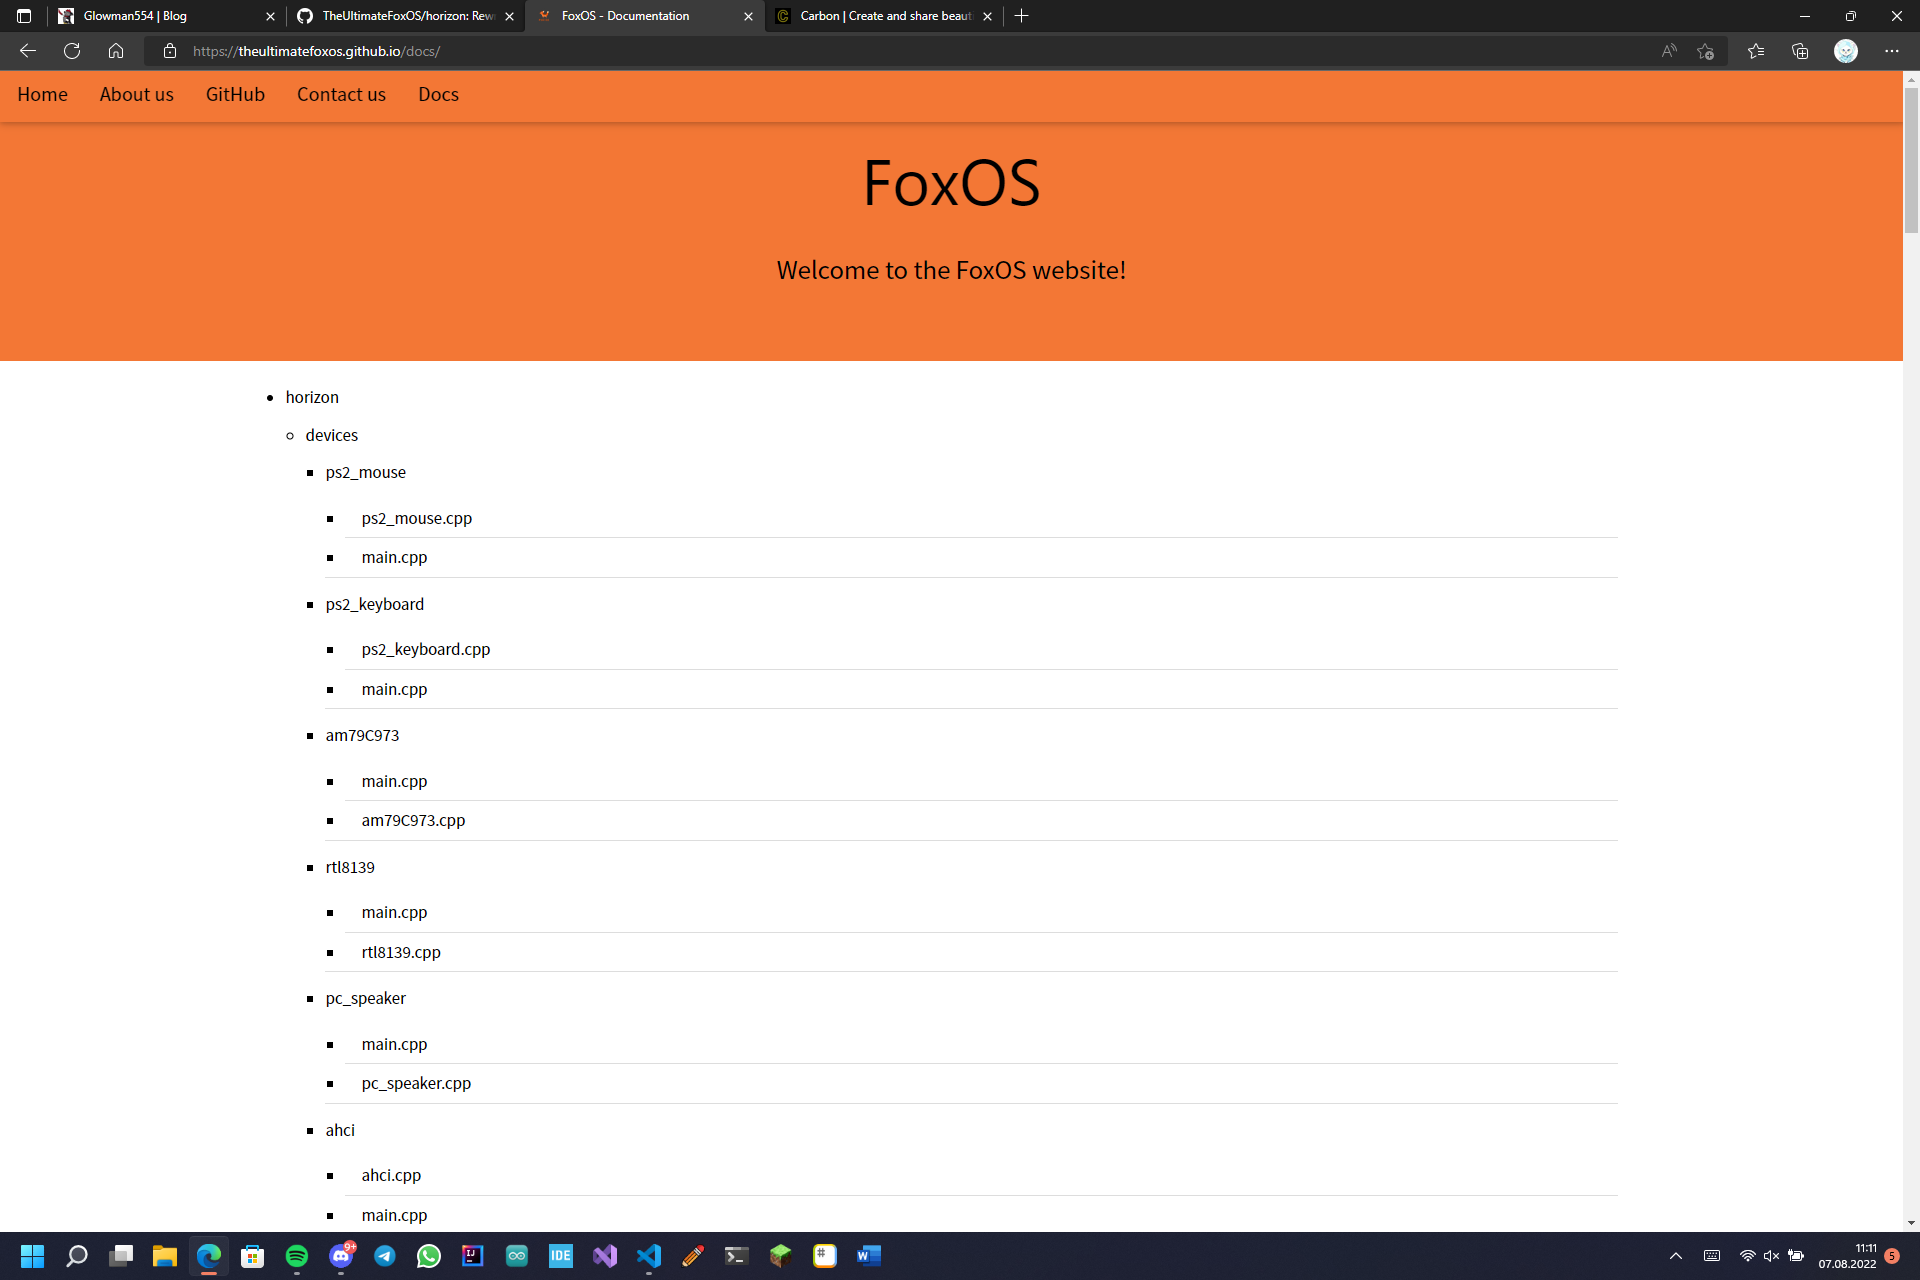 Glowman554 | Blog
TheUltimateFoxOS/horizon: Rew
FoxOS - Documentation
Carbon | Create and share beaut
https://theultimatefoxos.github.io/docs/
Home
About us
GitHub
Contact us
Docs
FoxOS
Welcome to the FoxOS website!
horizon
devices
ps2_mouse
ps2_mouse.cpp
main.cpp
ps2_keyboard
ps2_keyboard.cpp
main.cpp
am79C973
main.cpp
am79C973.cpp
rtl8139
main.cpp
rtl8139.cpp
pc_speaker
main.cpp
pc_speaker.cpp
ahci
ahci.cpp
main.cpp
9+
IJ
IDE
#
W
11:11
07.08.2022
5